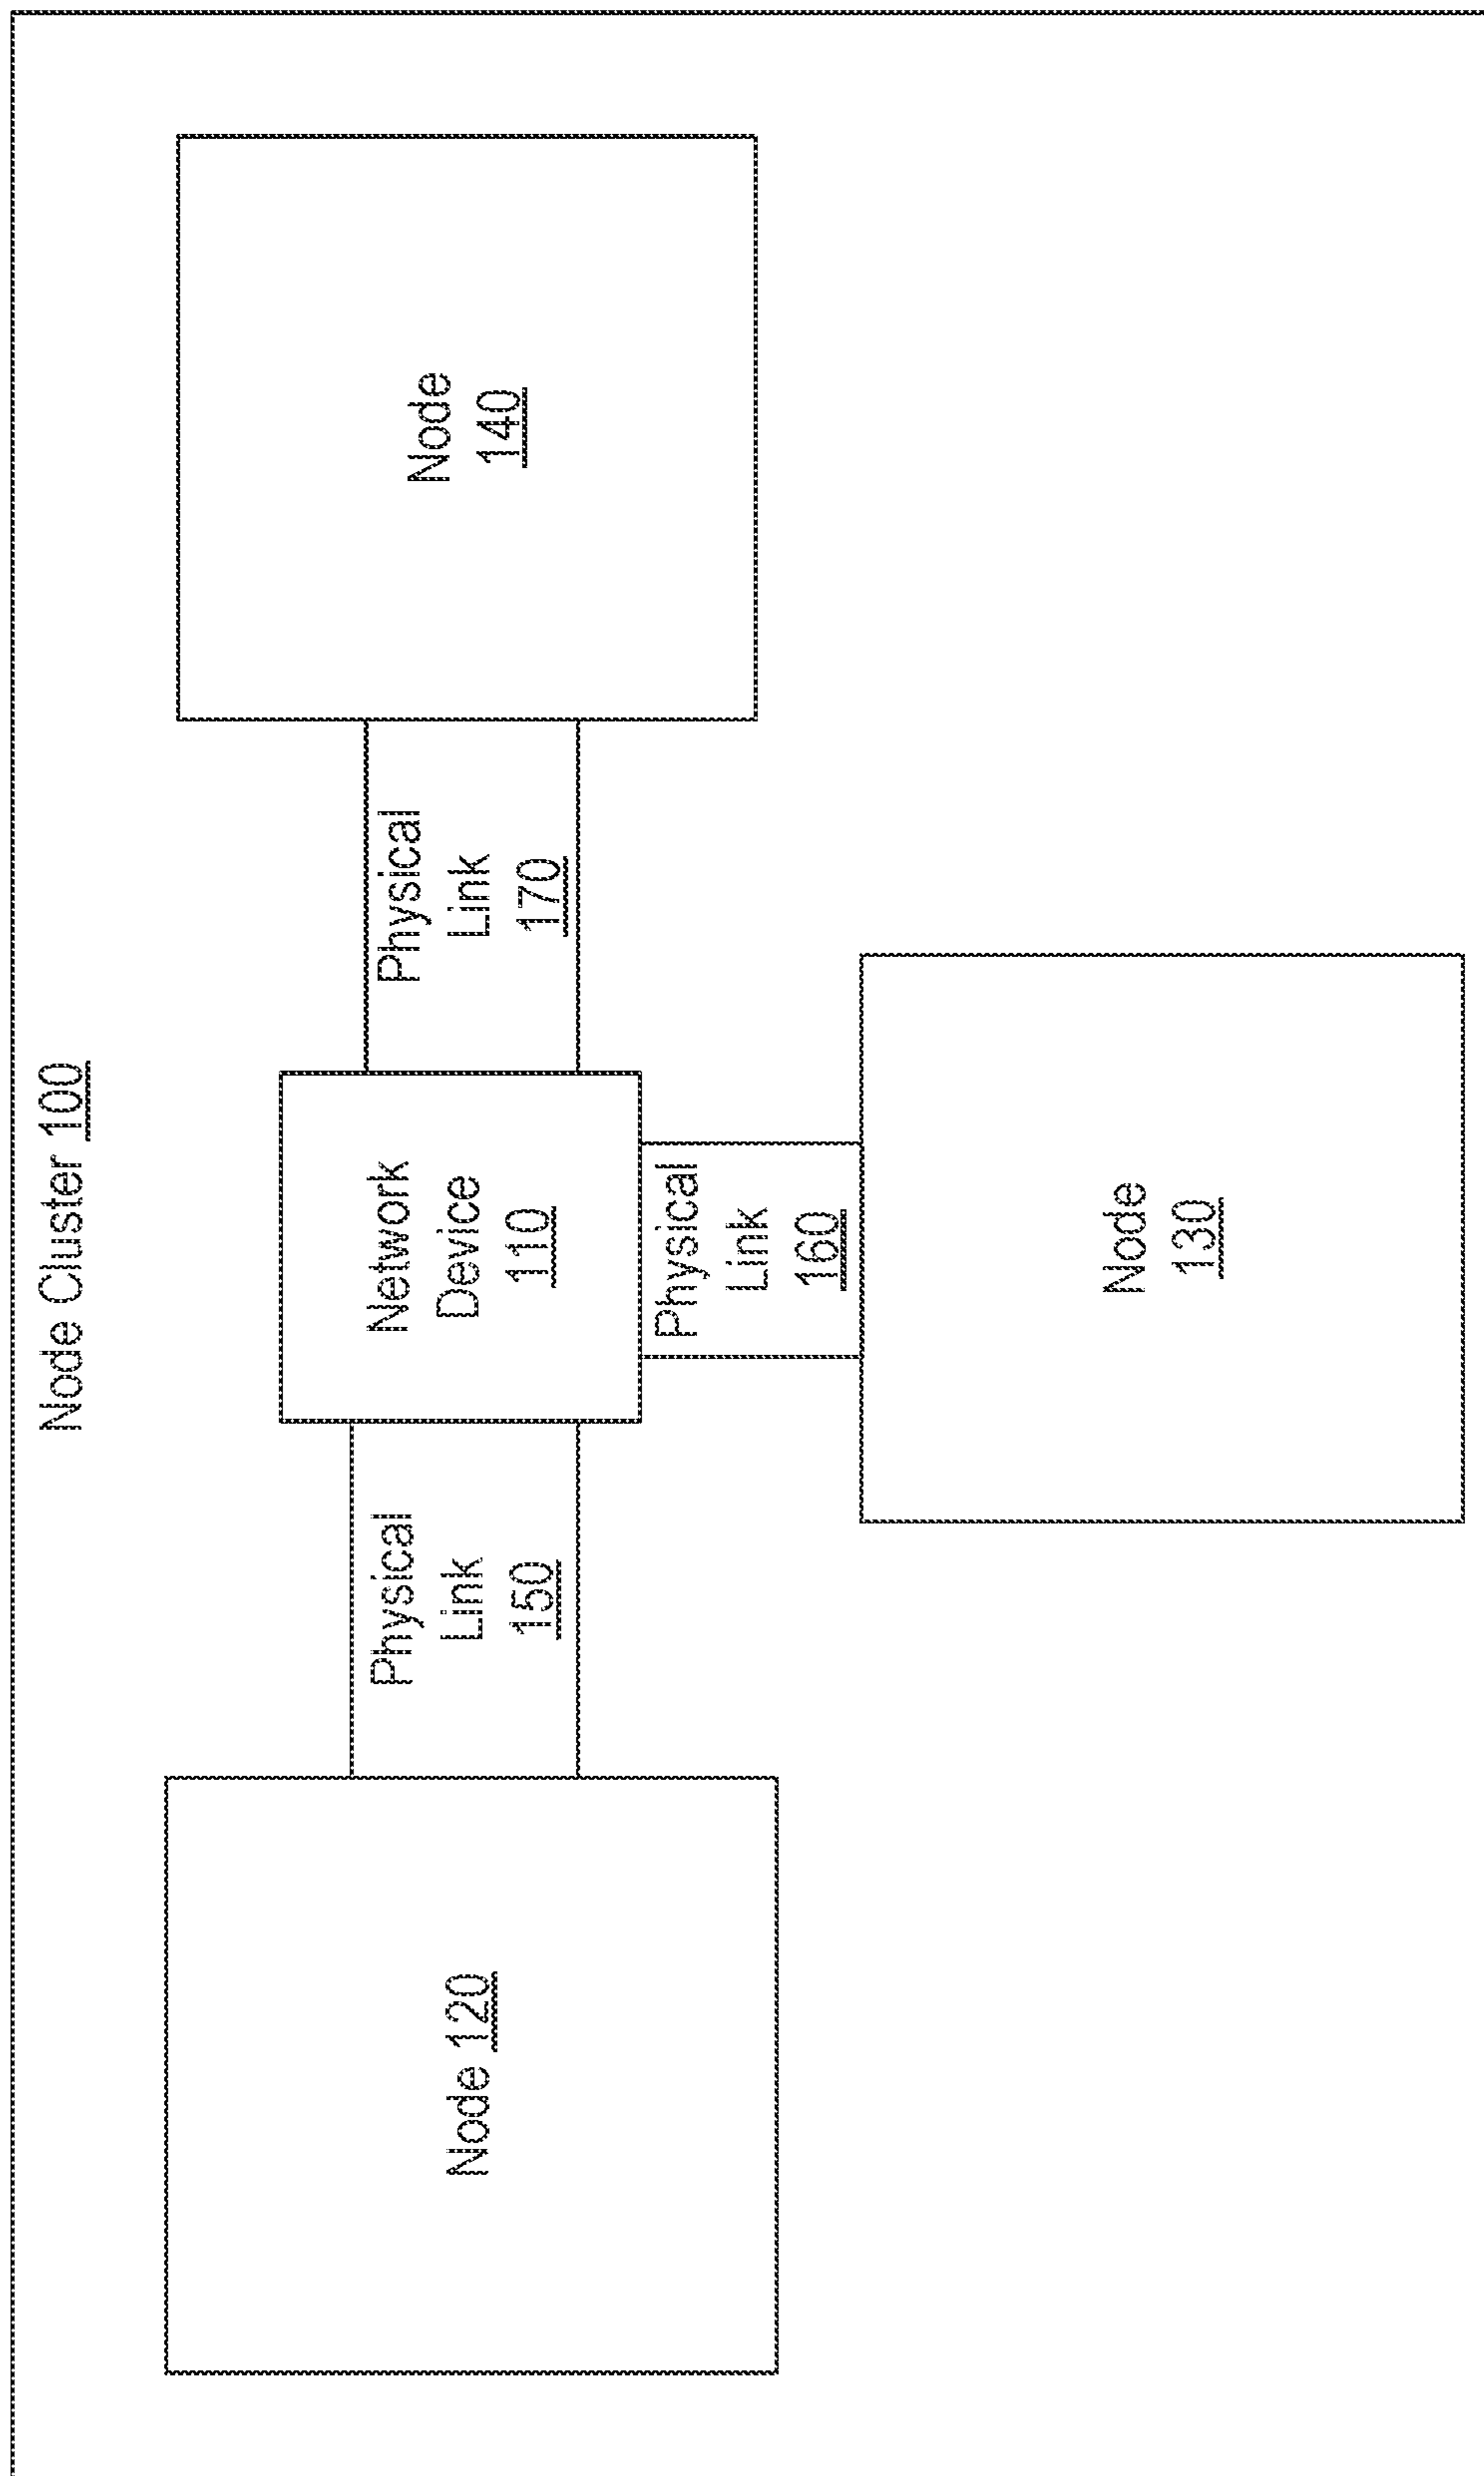 Node Cluster 100
Node 120
Physical
Link
150
Network
Device
110
Physical
Link
170
Node
140
Physical
Link
160
Node
130